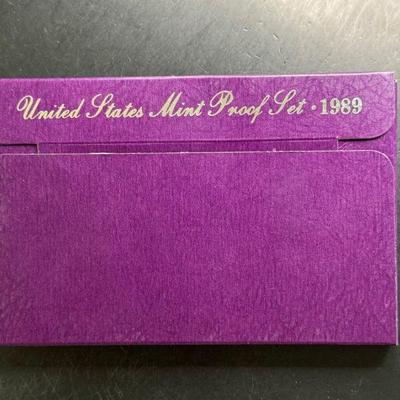 United States Mint Proof Set · 1989